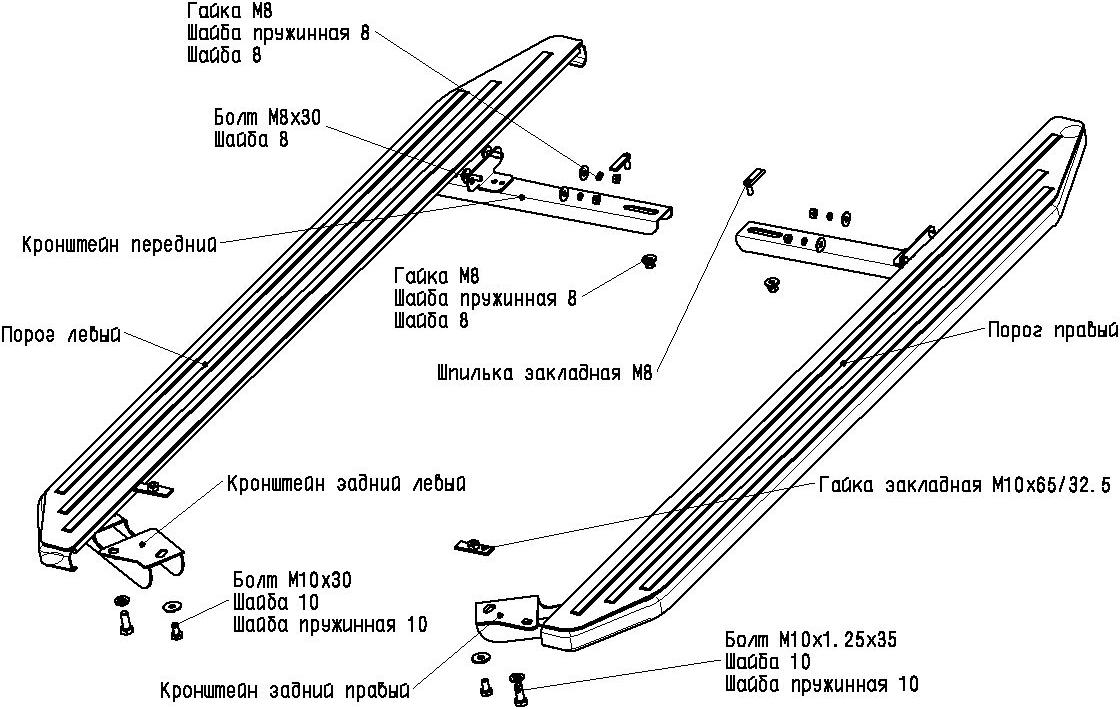 Гайка М8
Шайба пружинная 8
Шайба 8
Болт М8х30
Шайба 8
Кронштейн передний
Гайка М8
Шайба пружинная 8
Шайба 8
Порог левый
Порог правый
Шпилька закладная М8
Кронштейн задний левый
Гайка закладная М10х65/32.5
Болт М10х30
Шайба 10
Шайба пружинная 10
Болт М10х1.25х35
Шайба 10
Шайба пружинная 10
Кронштейн задний правый